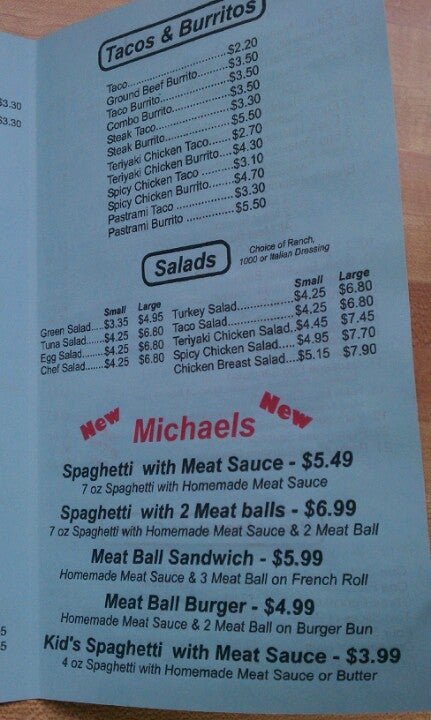 $3.30
$3.30
Tacos & Burritos
Taco..........................$2.20
Ground Beef Burrito.........$3.50
Taco Burrito..................$3.50
Combo Burrito................$3.50
Steak Taco....................$3.30
Steak Burrito.................$5.50
Teriyaki Chicken Taco......$2.70
Teriyaki Chicken Burrito...$4.30
Spicy Chicken Taco .........$3.10
Spicy Chicken Burrito.......$4.70
Pastrami Taco ................$3.30
Pastrami Burrito ..............$5.50
Salads
Choice of Ranch,
1000 or Italian Dressing
Small Large
Green Salad....$3.35 $4.95
Tuna Salad......$4.25 $6.80
Egg Salad.......$4.25 $6.80
Chef Salad......$4.25 $6.80
Small Large
Turkey Salad.................$4.25 $6.80
Taco Salad...................$4.25 $6.80
Teriyaki Chicken Salad..$4.45 $7.45
Spicy Chicken Salad.....$4.95 $7.70
Chicken Breast Salad....$5.15 $7.90
New Michaels New
Spaghetti with Meat Sauce - $5.49
7 oz Spaghetti with Homemade Meat Sauce
Spaghetti with 2 Meat balls - $6.99
7 oz Spaghetti with Homemade Meat Sauce & 2 Meat Ball
Meat Ball Sandwich - $5.99
Homemade Meat Sauce & 3 Meat Ball on French Roll
Meat Ball Burger - $4.99
Homemade Meat Sauce & 2 Meat Ball on Burger Bun
Kid's Spaghetti with Meat Sauce - $3.99
4 oz Spaghetti with Homemade Meat Sauce or Butter